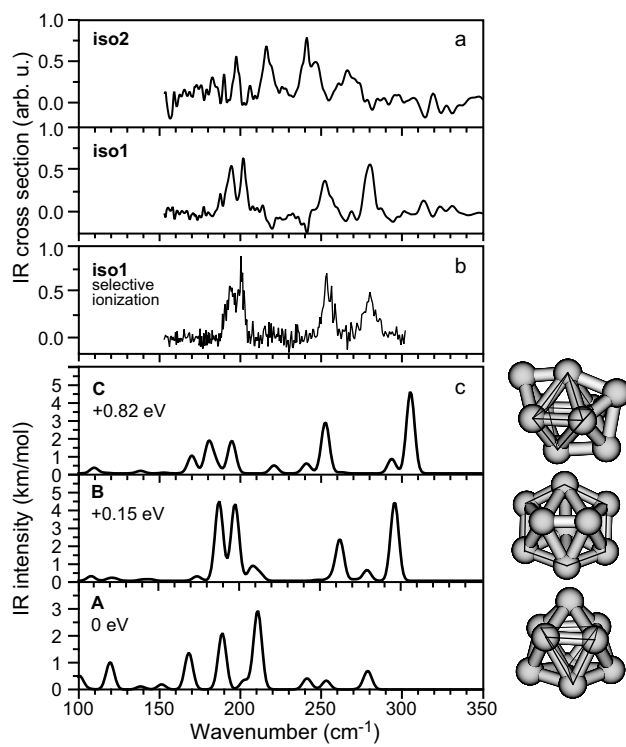 IR cross section (arb. u.)
IR intensity (km/mol)
1.0
0.5
0.0
iso2
a
1.0
0.5
0.0
iso1
1.0
0.5
0.0
iso1
selective
ionization
b
5
4
3
2
1
0
C
+0.82 eV
c
5
4
3
2
1
0
B
+0.15 eV
3
2
1
0
A
0 eV
100 150 200 250 300 350
Wavenumber (cm⁻¹)